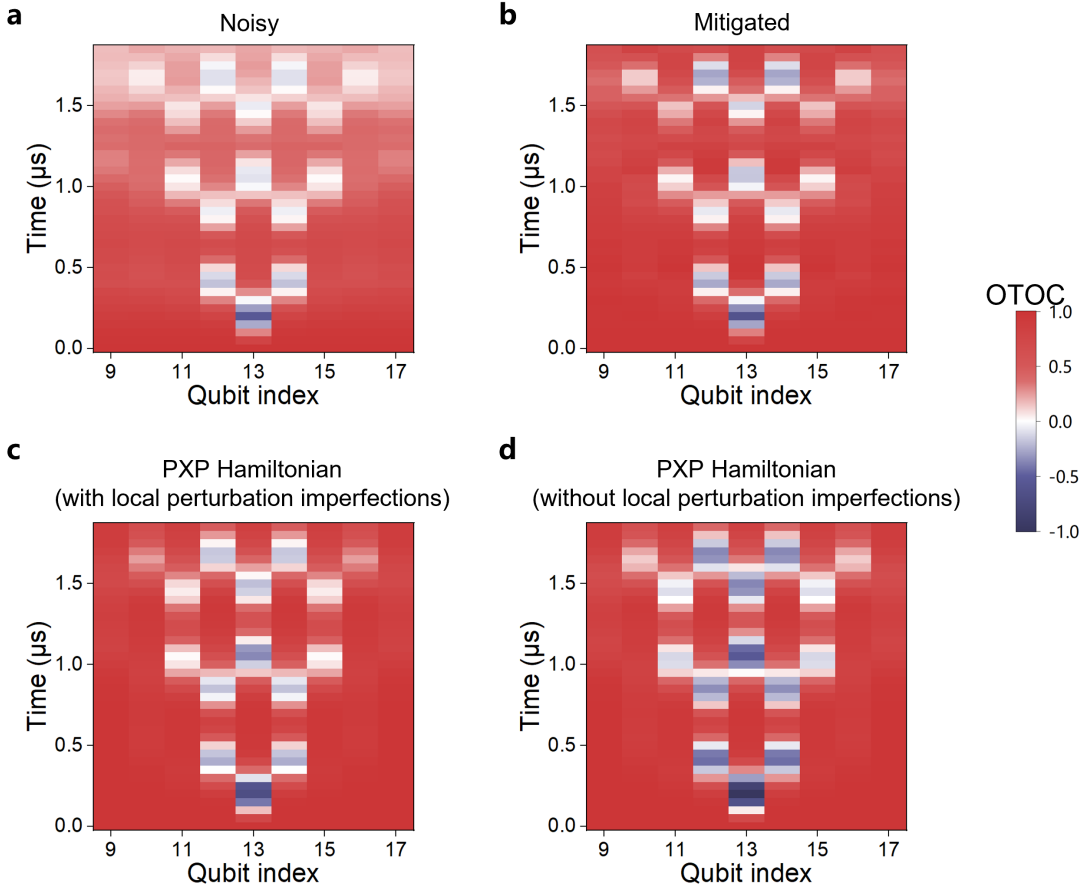 a
Noisy
1.5
1.0
0.5
0.0
Time (μs)
9 11 13 15 17
Qubit index
b
Mitigated
1.5
1.0
0.5
0.0
Time (μs)
9 11 13 15 17
Qubit index
OTOC
1.0
0.5
0.0
-0.5
-1.0
c
PXP Hamiltonian
(with local perturbation imperfections)
1.5
1.0
0.5
0.0
Time (μs)
9 11 13 15 17
Qubit index
d
PXP Hamiltonian
(without local perturbation imperfections)
1.5
1.0
0.5
0.0
Time (μs)
9 11 13 15 17
Qubit index